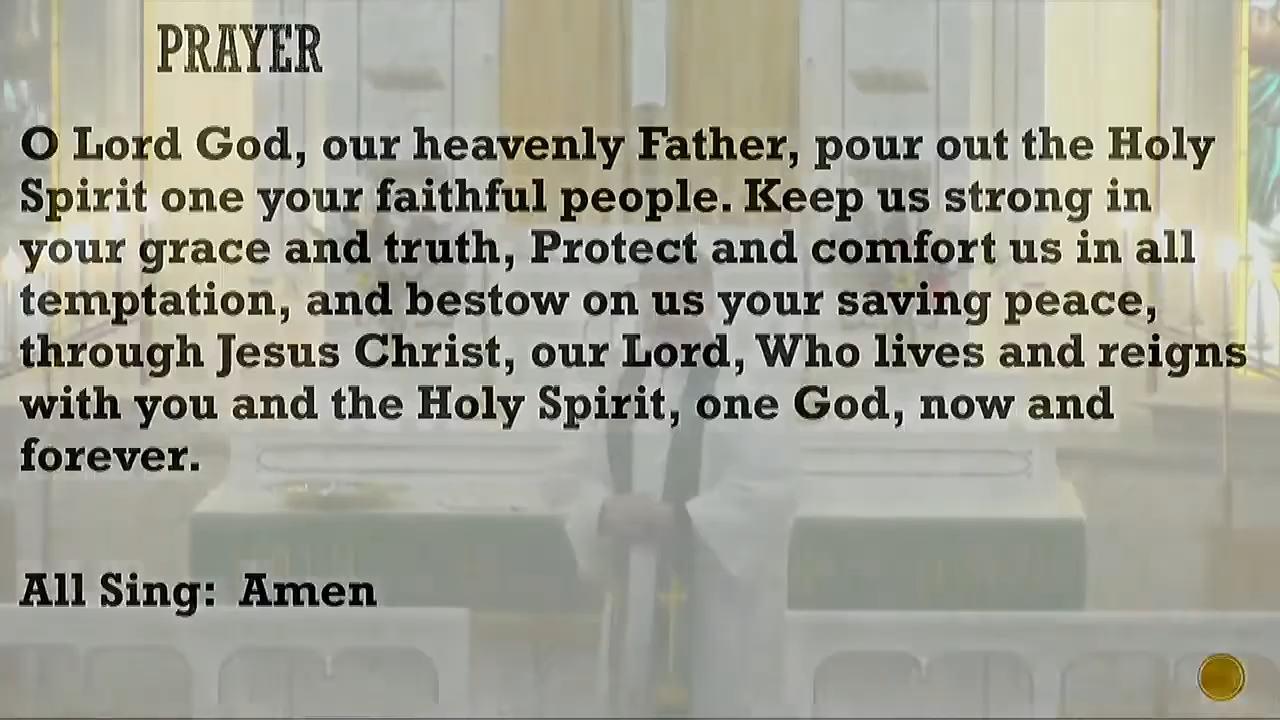 PRAYER
O Lord God, our heavenly Father, pour out the Holy
Spirit one your faithful people. Keep us strong in
your grace and truth, Protect and comfort us in all
temptation, and bestow on us your saving peace,
through Jesus Christ, our Lord, Who lives and reigns
with you and the Holy Spirit, one God, now and
forever.
All Sing: Amen